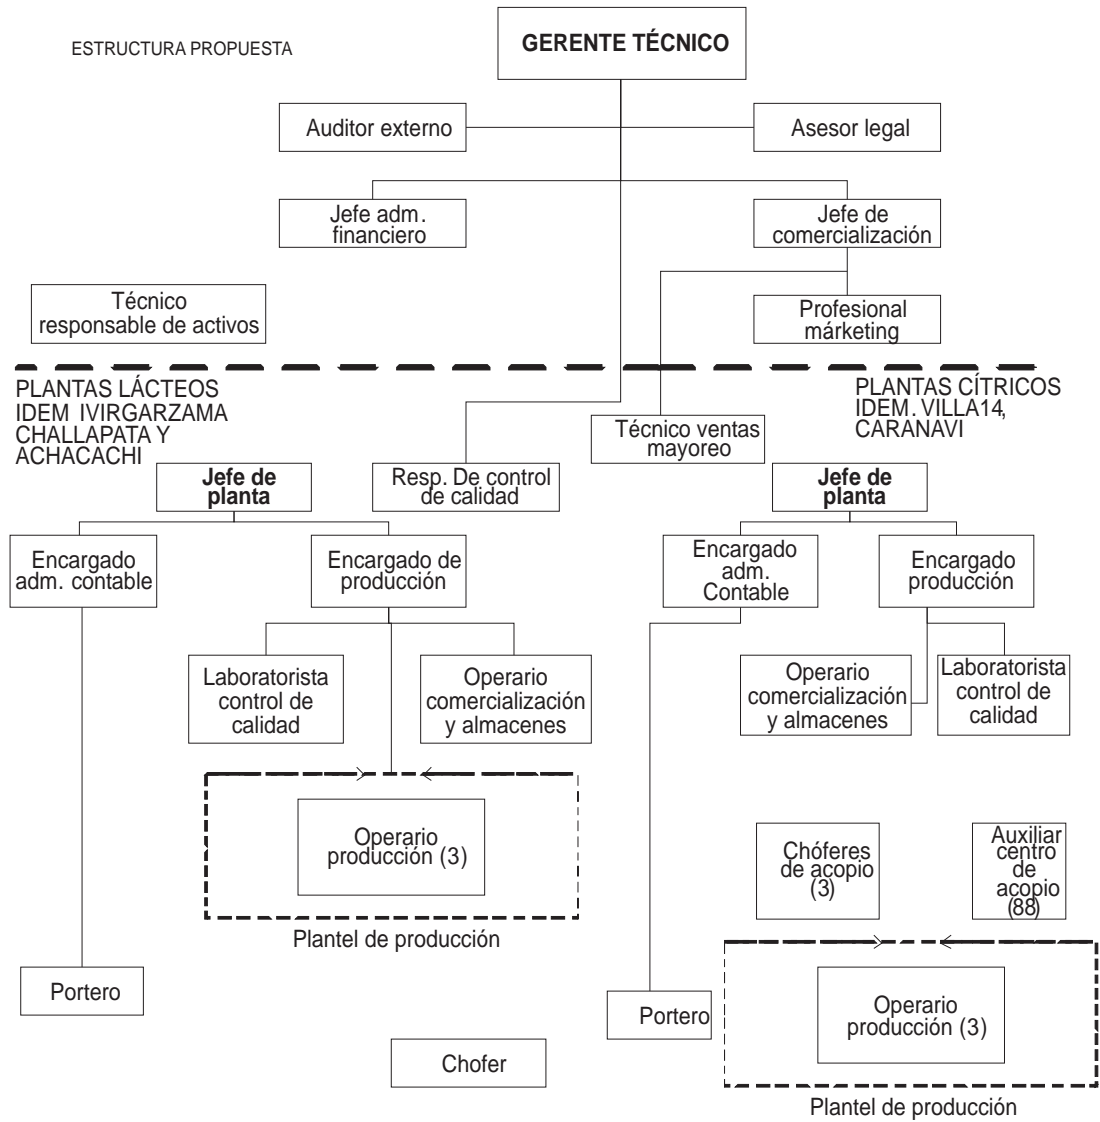 GERENTE TÉCNICO
ESTRUCTURA PROPUESTA
Auditor externo
Asesor legal
Jefe adm.
financiero
Jefe de
comercialización
Técnico
responsable de activos
Profesional
márketing
PLANTAS LÁCTEOS
IDEM IVIRGARZAMA
CHALLAPATA Y
ACHACACHI
PLANTAS CÍTRICOS
IDEM. VILLA14,
CARANAVI
Técnico ventas
mayoreo
Jefe de
planta
Resp. De control
de calidad
Jefe de
planta
Encargado
adm. contable
Encargado de
producción
Encargado
adm.
Contable
Encargado
producción
Laboratorista
control de
calidad
Operario
comercialización
y almacenes
Operario
comercialización
y almacenes
Laboratorista
control de
calidad
Operario
producción (3)
Plantel de producción
Chóferes
de acopio
(3)
Auxiliar
centro
de
acopio
(88)
Portero
Portero
Operario
producción (3)
Chofer
Plantel de producción